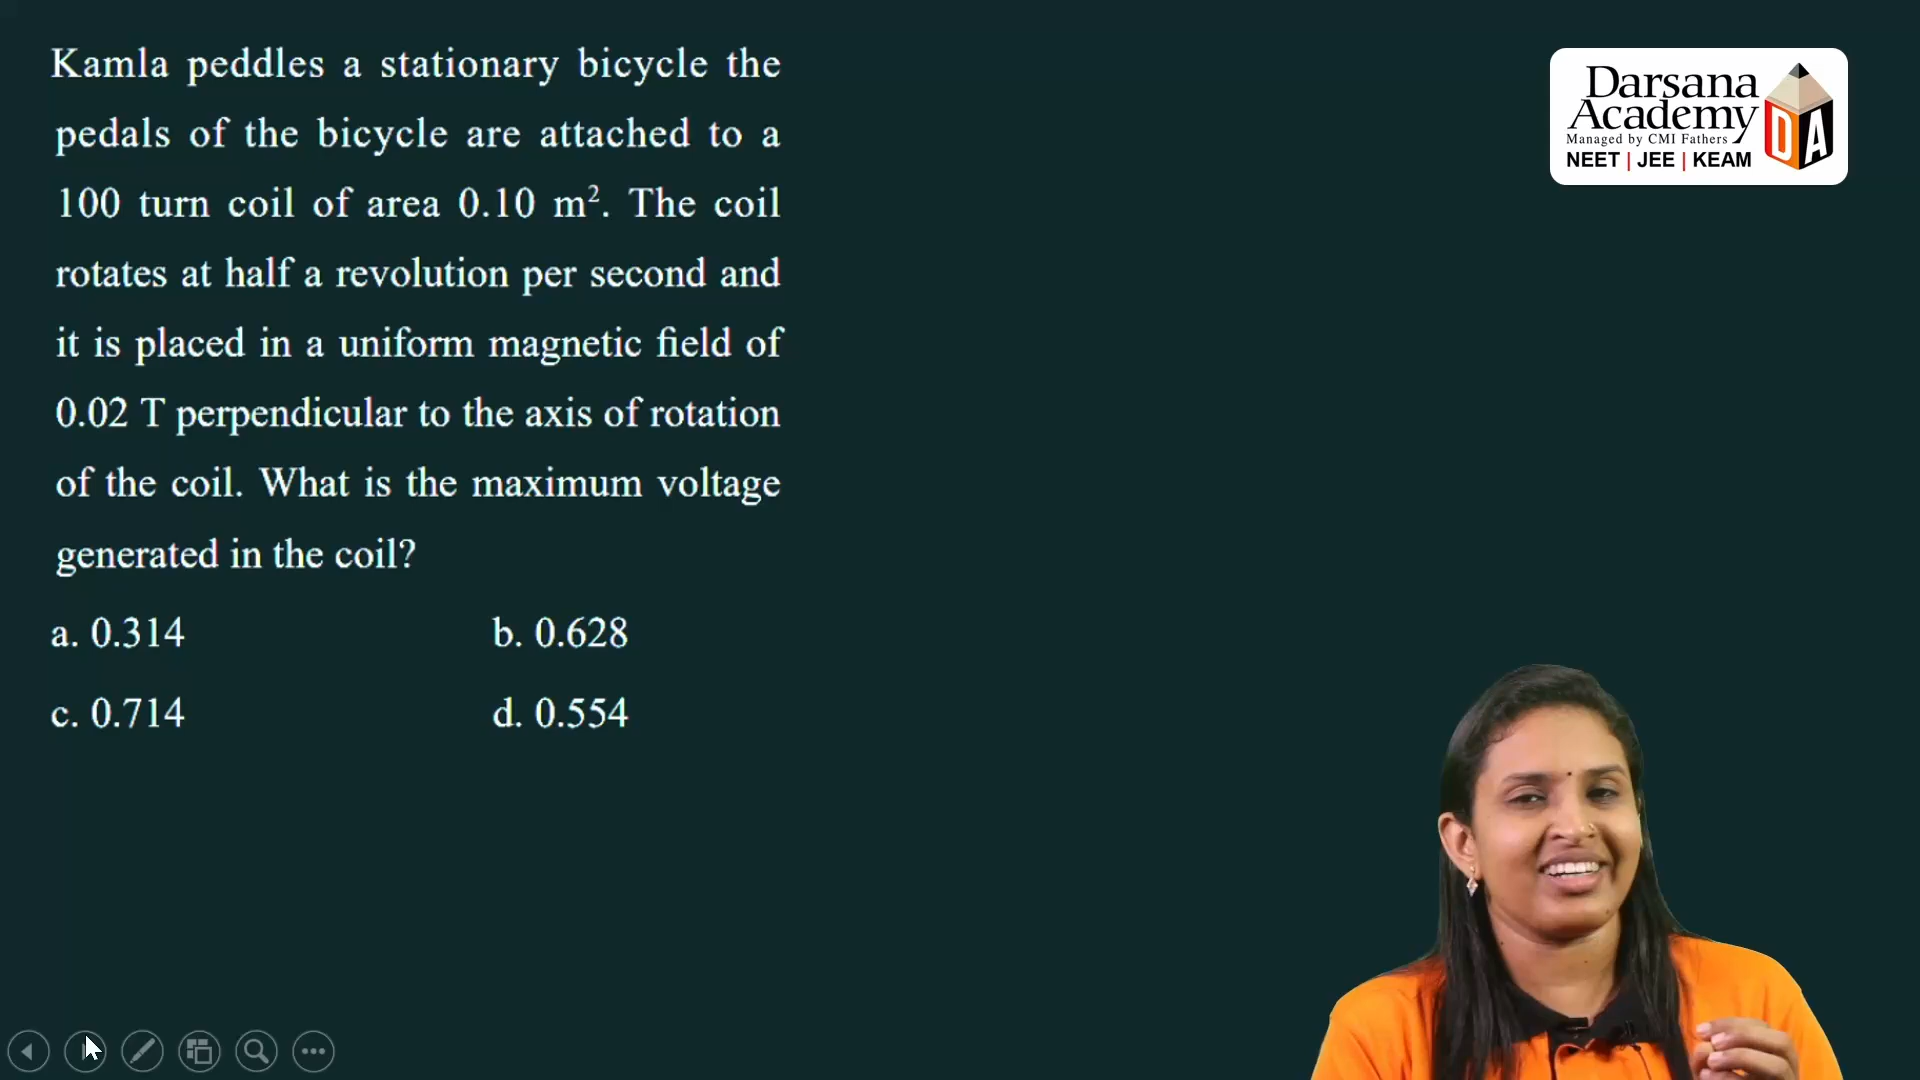 Kamla peddles a stationary bicycle the
pedals of the bicycle are attached to a
100 turn coil of area 0.10 m². The coil
rotates at half a revolution per second and
it is placed in a uniform magnetic field of
0.02 T perpendicular to the axis of rotation
of the coil. What is the maximum voltage
generated in the coil?
a. 0.314
b. 0.628
c. 0.714
d. 0.554
Darsana
Academy
Managed by CMI Fathers
NEET | JEE | KEAM
DA